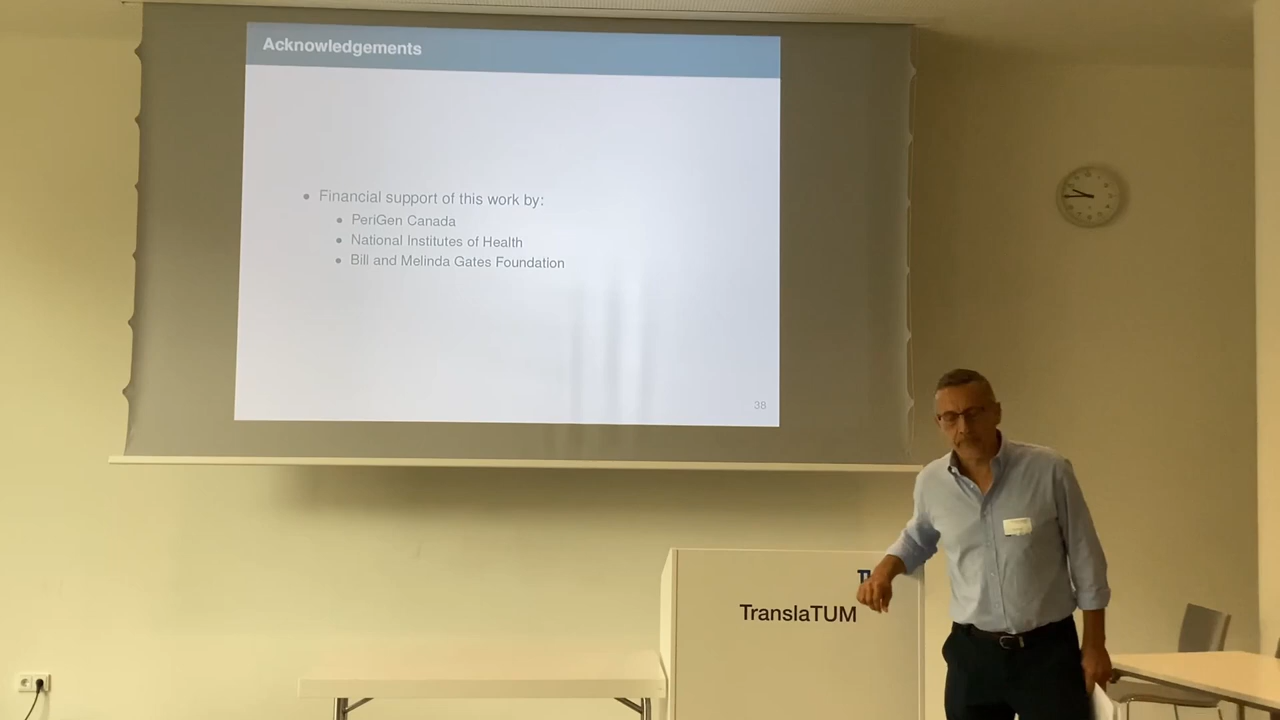 Acknowledgements
• Financial support of this work by:
• PeriGen Canada
• National Institutes of Health
• Bill and Melinda Gates Foundation
38
TranslaTUM